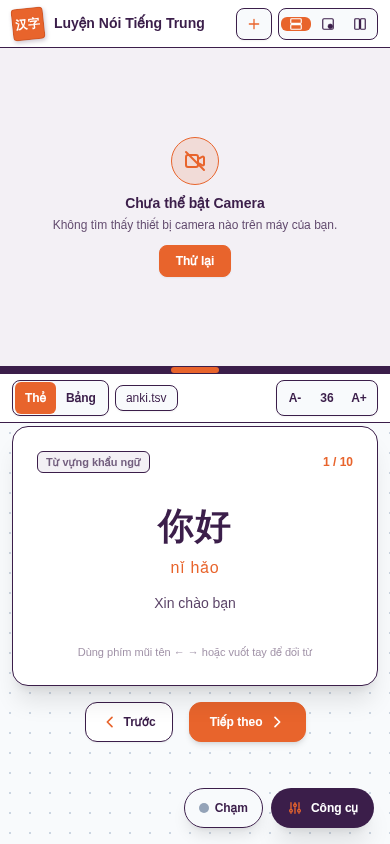 汉字 Luyện Nói Tiếng Trung
Chưa thể bật Camera
Không tìm thấy thiết bị camera nào trên máy của bạn.
Thử lại
Thẻ Bảng anki.tsv A- 36 A+
Từ vựng khẩu ngữ 1 / 10
你好
nǐ hǎo
Xin chào bạn
Dùng phím mũi tên ← → hoặc vuốt tay để đổi từ
Trước Tiếp theo
Chạm Công cụ